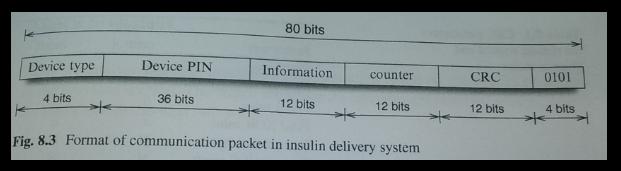 80 bits
Device type Device PIN Information counter CRC 0101
4 bits 36 bits 12 bits 12 bits 12 bits 4 bits
Fig. 8.3 Format of communication packet in insulin delivery system